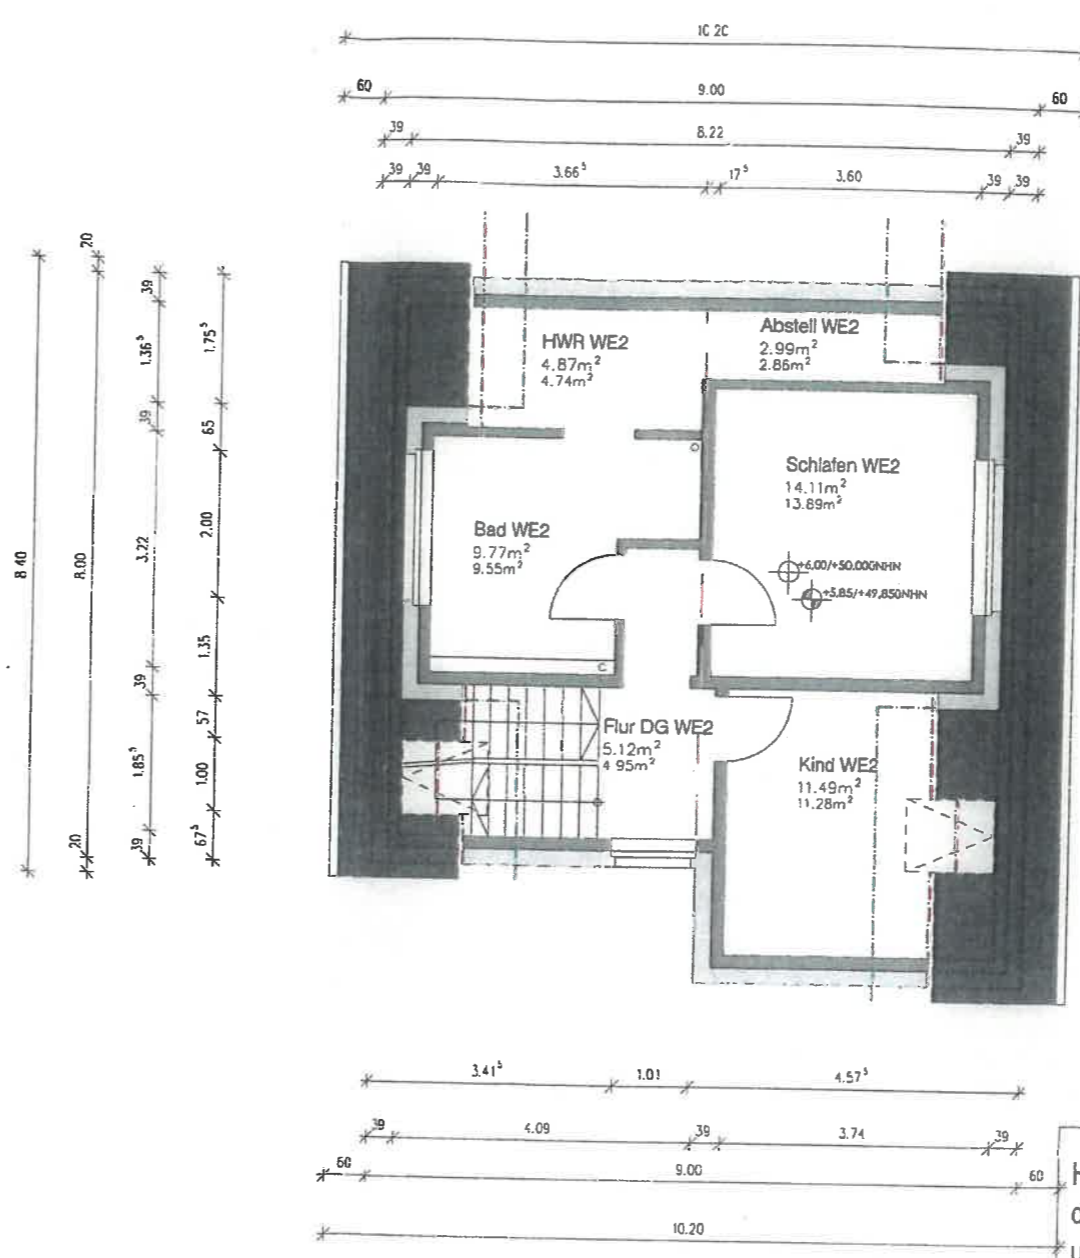 10.20
60 9.00 60
39 8.22 39
39 39 3.66⁵ 17⁵ 3.60 39 39
20
39
1.36⁵
1.75⁵
39
65
8.40
8.00
3.22
2.00
1.35
39
57
1.85⁵
1.00
20
39
67⁵
HWR WE2
4.87m²
4.74m²
Abstell WE2
2.99m²
2.86m²
Schlafen WE2
14.11m²
13.89m²
Bad WE2
9.77m²
9.55m²
+6,00/+50.000NHN
+5,85/+49,850NHN
C
Flur DG WE2
5.12m²
4.95m²
Kind WE2
11.49m²
11.28m²
3.41⁵ 1.01 4.57⁵
39 4.09 39 3.74 39
60 9.00 60
10.20
H